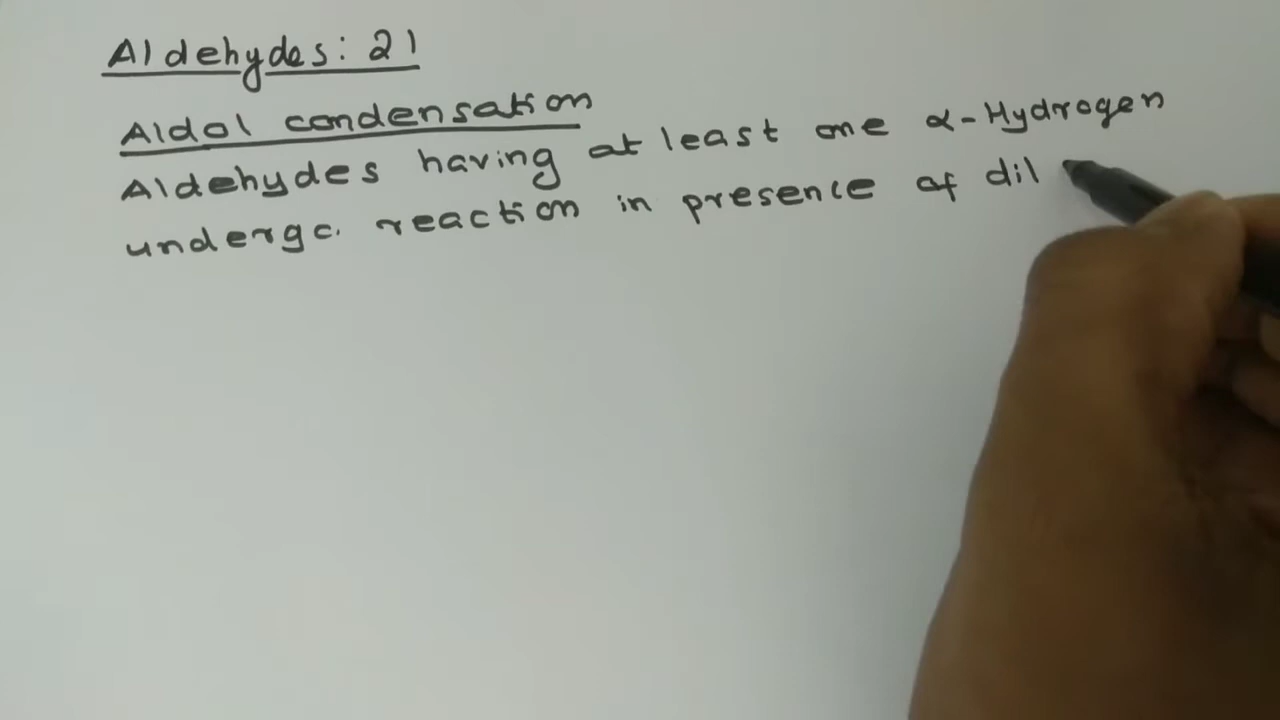 Aldehydes: 21
Aldol condensation
Aldehydes having at least one α-Hydrogen
undergo reaction in presence of dil